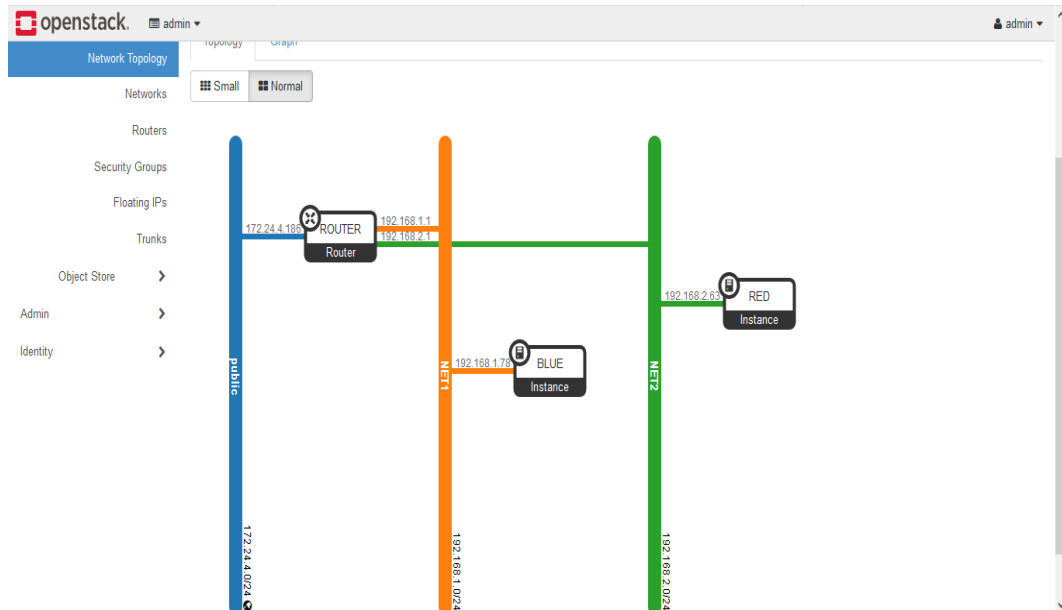 openstack.
admin
admin
Topology
Graph
Network Topology
Networks
Routers
Security Groups
Floating IPs
Trunks
Object Store
Admin
Identity
Small
Normal
172.24.4.186
ROUTER
Router
192.168.1.1
192.168.2.1
192.168.2.63
RED
Instance
192.168.1.78
BLUE
Instance
public
NET1
NET2
172.24.4.0/24
192.168.1.0/24
192.168.2.0/24